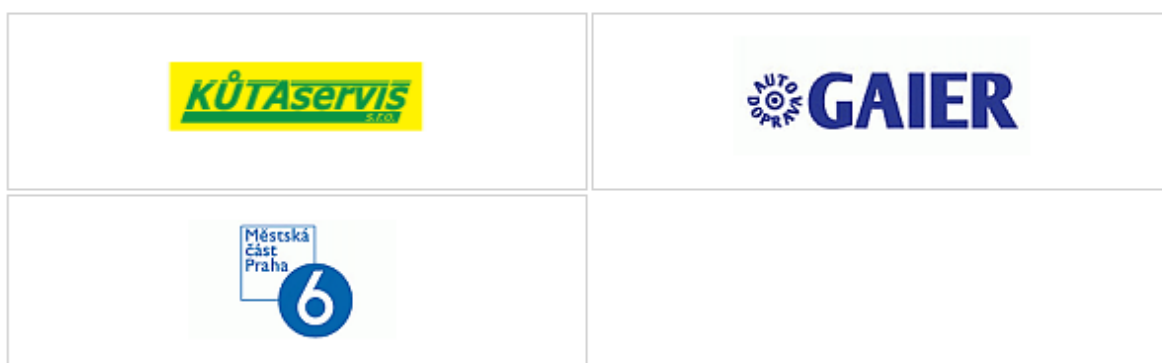 KŮTAservis
s.r.o.
AUTO DOPRAVA
GAIER
Městská
část
Praha
6